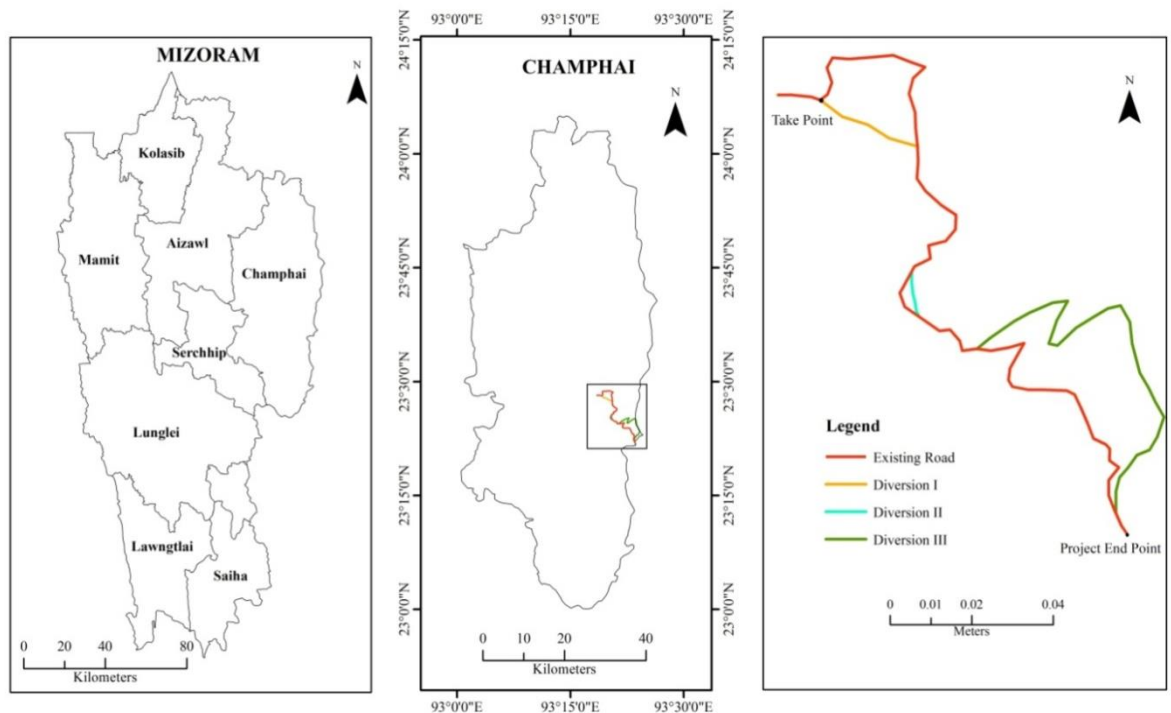 MIZORAM
N
Kolasib
Aizawl
Mamit
Champhai
Serchhip
Lunglei
Lawngtlai
Saiha
0 20 40 80
Kilometers
93°0'0"E 93°15'0"E 93°30'0"E
CHAMPHAI
N
24°15'0"N 24°15'0"N
24°0'0"N 24°0'0"N
23°45'0"N 23°45'0"N
23°30'0"N 23°30'0"N
23°15'0"N 23°15'0"N
23°0'0"N 23°0'0"N
0 10 20 40
Kilometers
93°0'0"E 93°15'0"E 93°30'0"E
N
Take Point
Legend
Existing Road
Diversion I
Diversion II
Diversion III
Project End Point
0 0.01 0.02 0.04
Meters